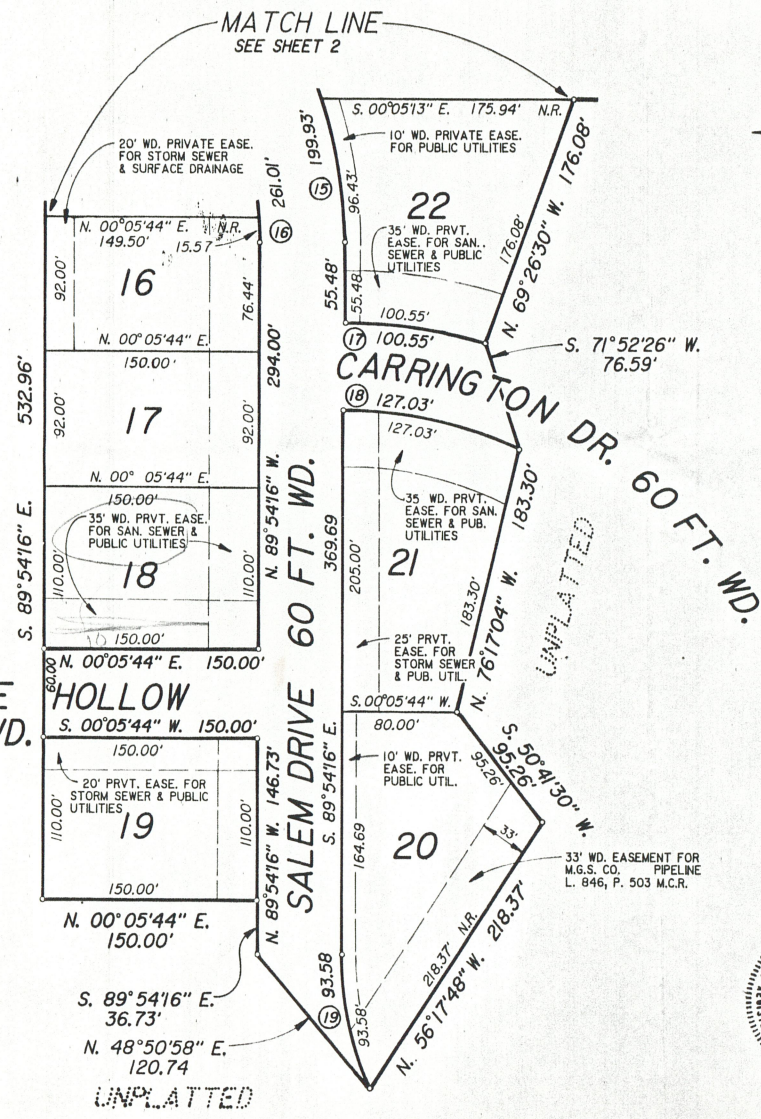 MATCH LINE
SEE SHEET 2
20' WD. PRIVATE EASE.
FOR STORM SEWER
& SURFACE DRAINAGE
261.01'
16
N. 00°05'44" E. N.R.
149.50'
15.57
92.00'
16
76.44'
N. 00°05'44" E.
150.00'
532.96'
S. 89°54'16" E.
92.00'
17
92.00'
294.00'
N. 89°54'16" W.
N. 00° 05'44" E.
150.00'
35' WD. PRVT. EASE.
FOR SAN. SEWER &
PUBLIC UTILITIES
110.00'
18
110.00'
150.00'
N. 00°05'44" E. 150.00'
60.00
E
HOLLOW
D.
S. 00°05'44" W. 150.00'
150.00'
20' PRVT. EASE. FOR
STORM SEWER & PUBLIC
UTILITIES
110.00'
19
110.00'
150.00'
N. 89°54'16" W. 146.73'
N. 00°05'44" E.
150.00'
S. 89°54'16" E.
36.73'
N. 48°50'58" E.
120.74
UNPLATTED
SALEM DRIVE 60 FT. WD.
199.93'
15
S. 00°05'13" E. 175.94' N.R.
10' WD. PRIVATE EASE.
FOR PUBLIC UTILITIES
96.43'
22
35' WD. PRVT.
EASE. FOR SAN..
SEWER & PUBLIC
UTILITIES
176.08'
N. 69°26'30" W. 176.08'
55.48'
55.48
100.55'
17 100.55'
S. 71°52'26" W.
76.59'
CARRINGTON DR. 60 FT. WD.
18 127.03'
127.03'
35 WD. PRVT.
EASE. FOR SAN.
SEWER & PUB.
UTILITIES
369.69
205.00'
21
183.30'
183.30'
N. 76°17'04" W.
UNPLATTED
25' PRVT.
EASE. FOR
STORM SEWER
& PUB. UTIL.
S. 00°05'44" W.
80.00'
S. 89°54'16" E.
10' WD. PRVT.
EASE. FOR
PUBLIC UTIL.
95.26'
S. 50°41'30" W.
95.26'
164.69
20
33'
33' WD. EASEMENT FOR
M.G.S. CO. PIPELINE
L. 846, P. 503 M.C.R.
218.37' N.R.
N. 56°17'48" W. 218.37'
93.58
19
93.58'